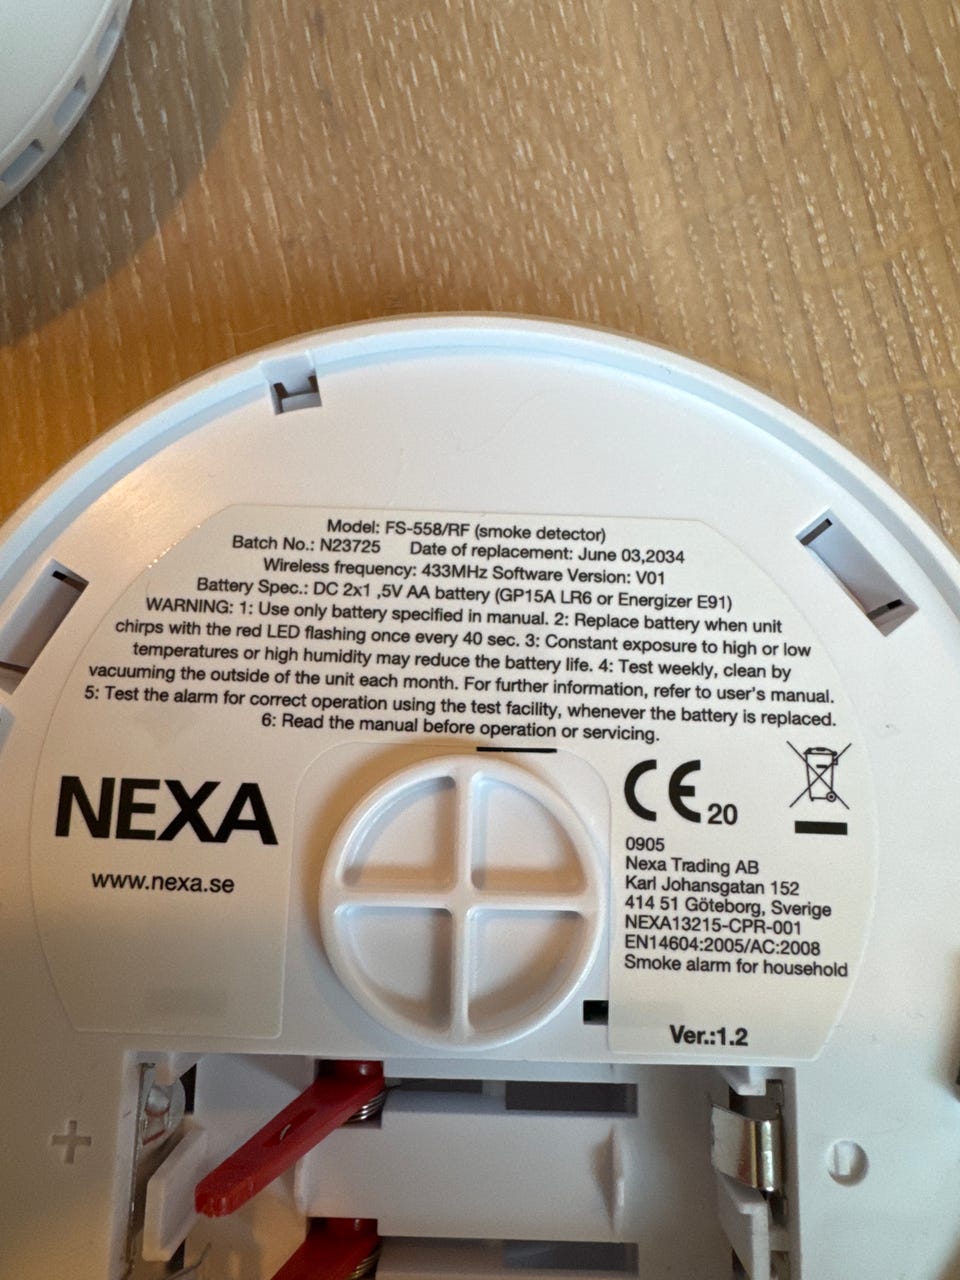 Model: FS-558/RF (smoke detector)
Batch No.: N23725 Date of replacement: June 03,2034
Wireless frequency: 433MHz Software Version: V01
Battery Spec.: DC 2x1 ,5V AA battery (GP15A LR6 or Energizer E91)
WARNING: 1: Use only battery specified in manual. 2: Replace battery when unit
chirps with the red LED flashing once every 40 sec. 3: Constant exposure to high or low
temperatures or high humidity may reduce the battery life. 4: Test weekly, clean by
vacuuming the outside of the unit each month. For further information, refer to user's manual.
5: Test the alarm for correct operation using the test facility, whenever the battery is replaced.
6: Read the manual before operation or servicing.
NEXA
www.nexa.se
CE 20
0905
Nexa Trading AB
Karl Johansgatan 152
414 51 Göteborg, Sverige
NEXA13215-CPR-001
EN14604:2005/AC:2008
Smoke alarm for household
Ver.:1.2
+